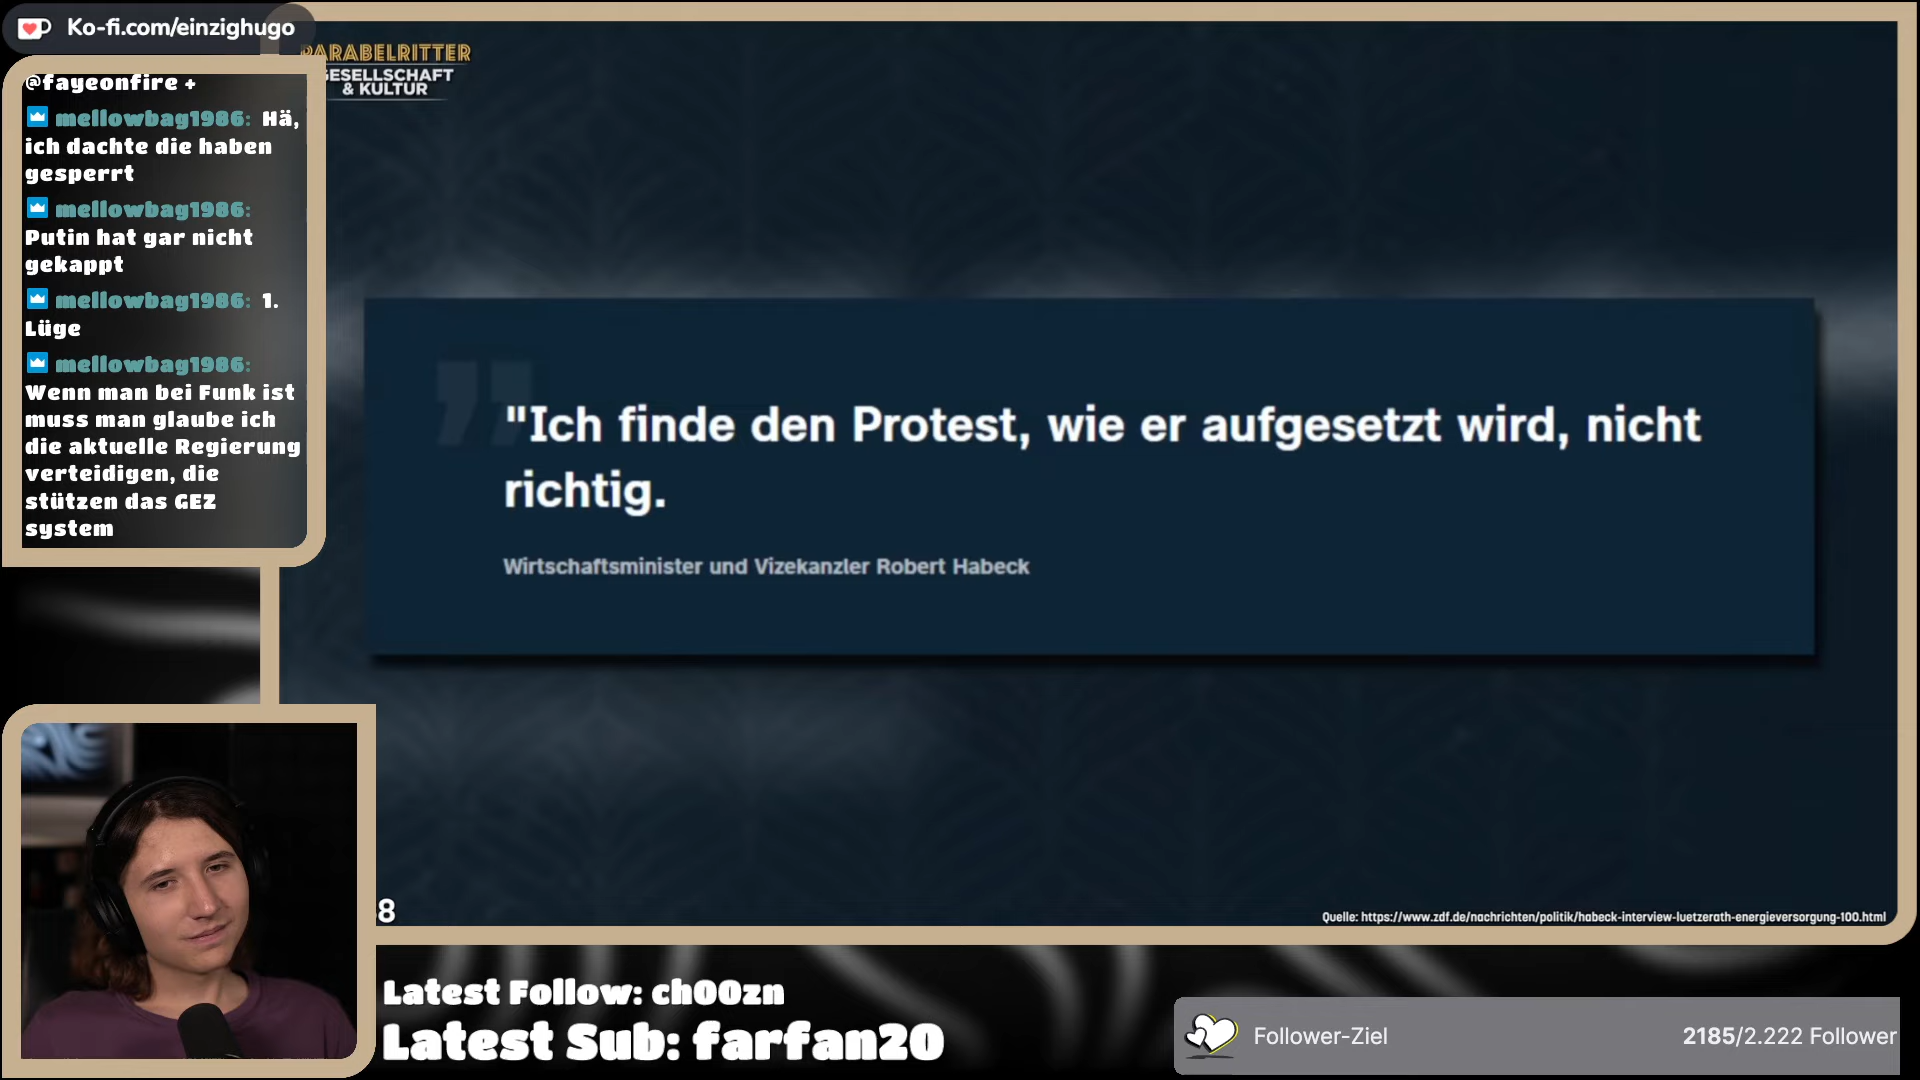 Ko-fi.com/einzighugo
PARABELRITTER
GESELLSCHAFT
& KULTUR
@fayeonfire +
mellowbag1986: Hä,
ich dachte die haben
gesperrt
mellowbag1986:
Putin hat gar nicht
gekappt
mellowbag1986: 1.
Lüge
mellowbag1986:
Wenn man bei Funk ist
muss man glaube ich
die aktuelle Regierung
verteidigen, die
stützen das GEZ
system
"Ich finde den Protest, wie er aufgesetzt wird, nicht
richtig.
Wirtschaftsminister und Vizekanzler Robert Habeck
8
Quelle: https://www.zdf.de/nachrichten/politik/habeck-interview-luetzerath-energieversorgung-100.html
Latest Follow: ch00zn
Latest Sub: farfan20
Follower-Ziel
2185/2.222 Follower